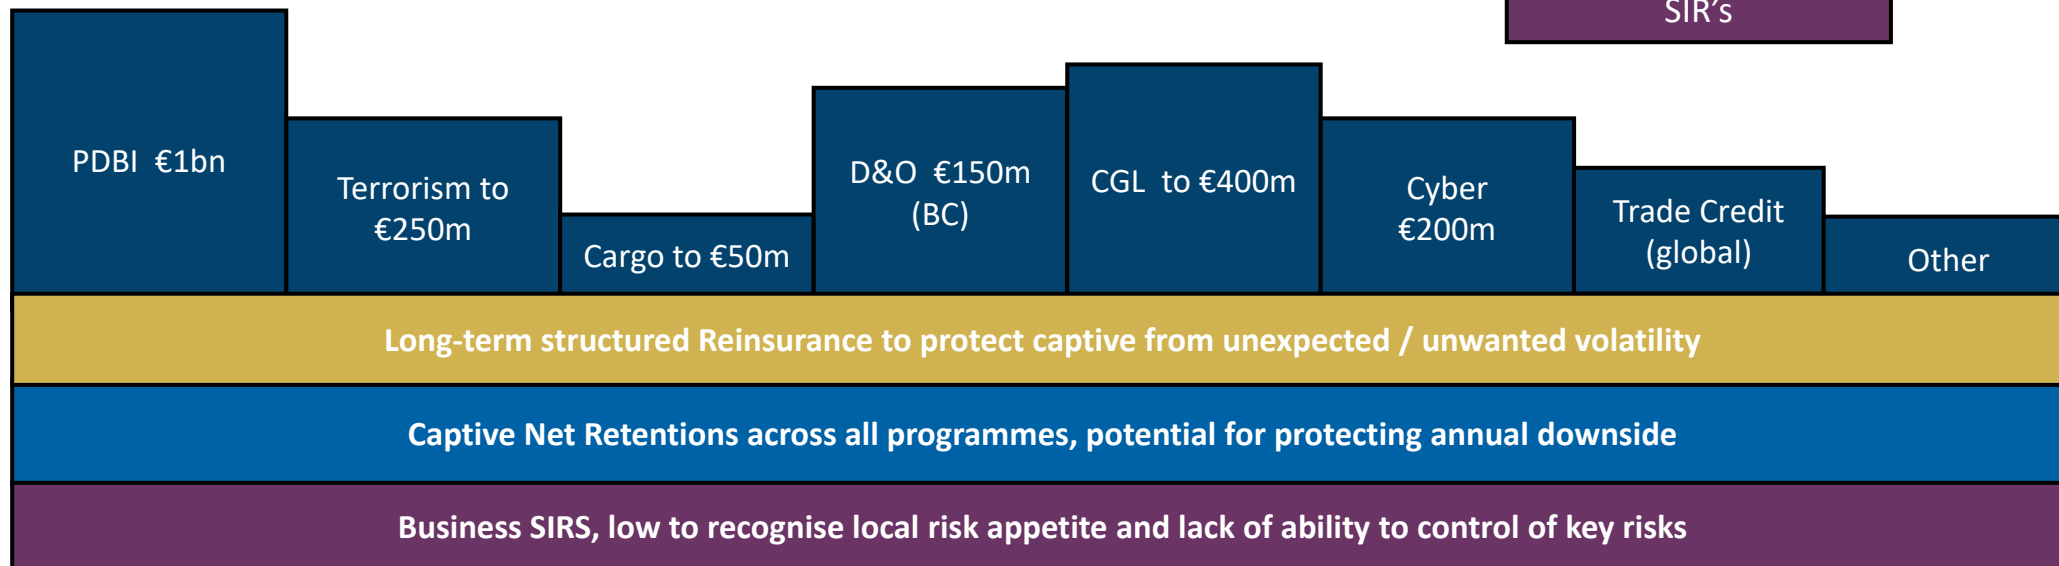 SIR's
PDBI €1bn
Terrorism to
€250m
Cargo to €50m
D&O €150m
(BC)
CGL to €400m
Cyber
€200m
Trade Credit
(global)
Other
Long-term structured Reinsurance to protect captive from unexpected / unwanted volatility
Captive Net Retentions across all programmes, potential for protecting annual downside
Business SIRS, low to recognise local risk appetite and lack of ability to control of key risks